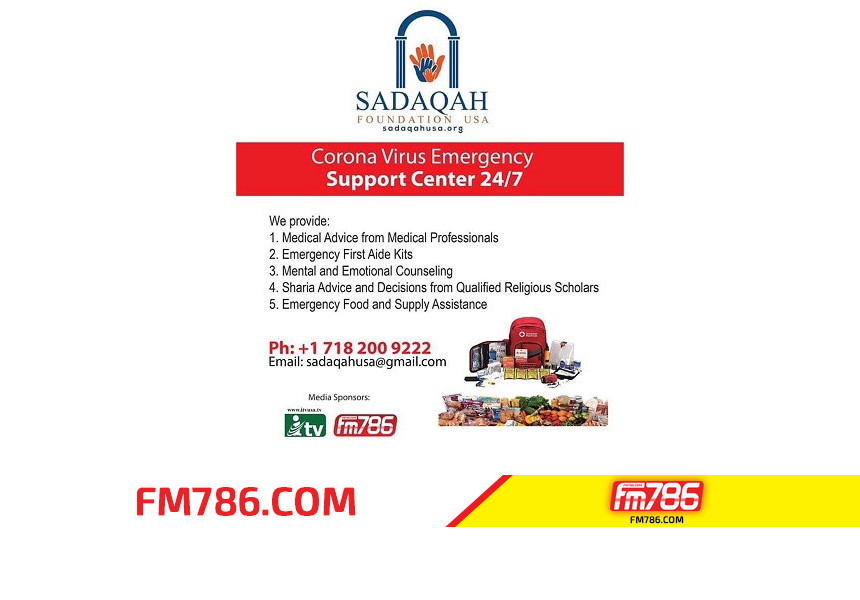 SADAQAH
FOUNDATION USA
sadaqahusa.org
Corona Virus Emergency
Support Center 24/7
We provide:
1. Medical Advice from Medical Professionals
2. Emergency First Aide Kits
3. Mental and Emotional Counseling
4. Sharia Advice and Decisions from Qualified Religious Scholars
5. Emergency Food and Supply Assistance
Ph: +1 718 200 9222
Email: sadaqahusa@gmail.com
Media Sponsors:
www.itvusa.tv
itv fm786
FM786.COM
fm786
FM786.COM